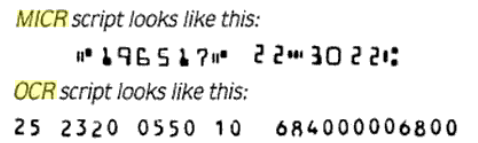 MICR script looks like this:
⑈196517⑈ 22⑉30221⑆
OCR script looks like this:
25 2320 0550 10 684000006800